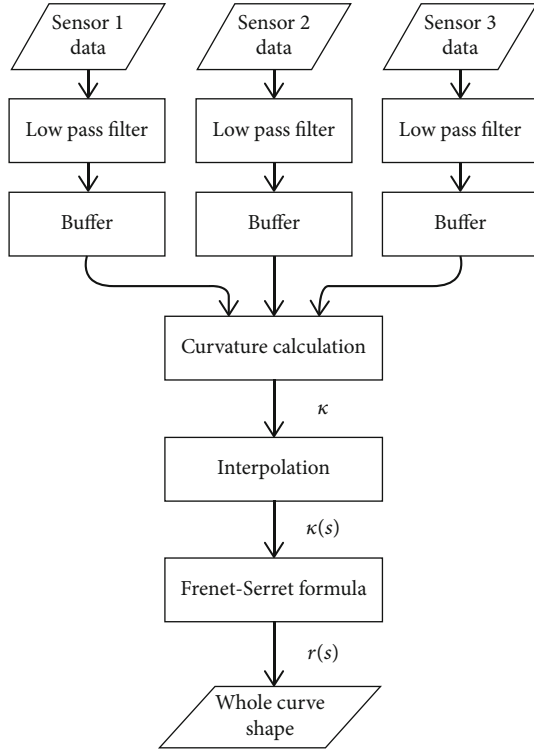 Sensor 1
data
Sensor 2
data
Sensor 3
data
Low pass filter
Low pass filter
Low pass filter
Buffer
Buffer
Buffer
Curvature calculation
κ
Interpolation
κ(s)
Frenet-Serret formula
r(s)
Whole curve
shape